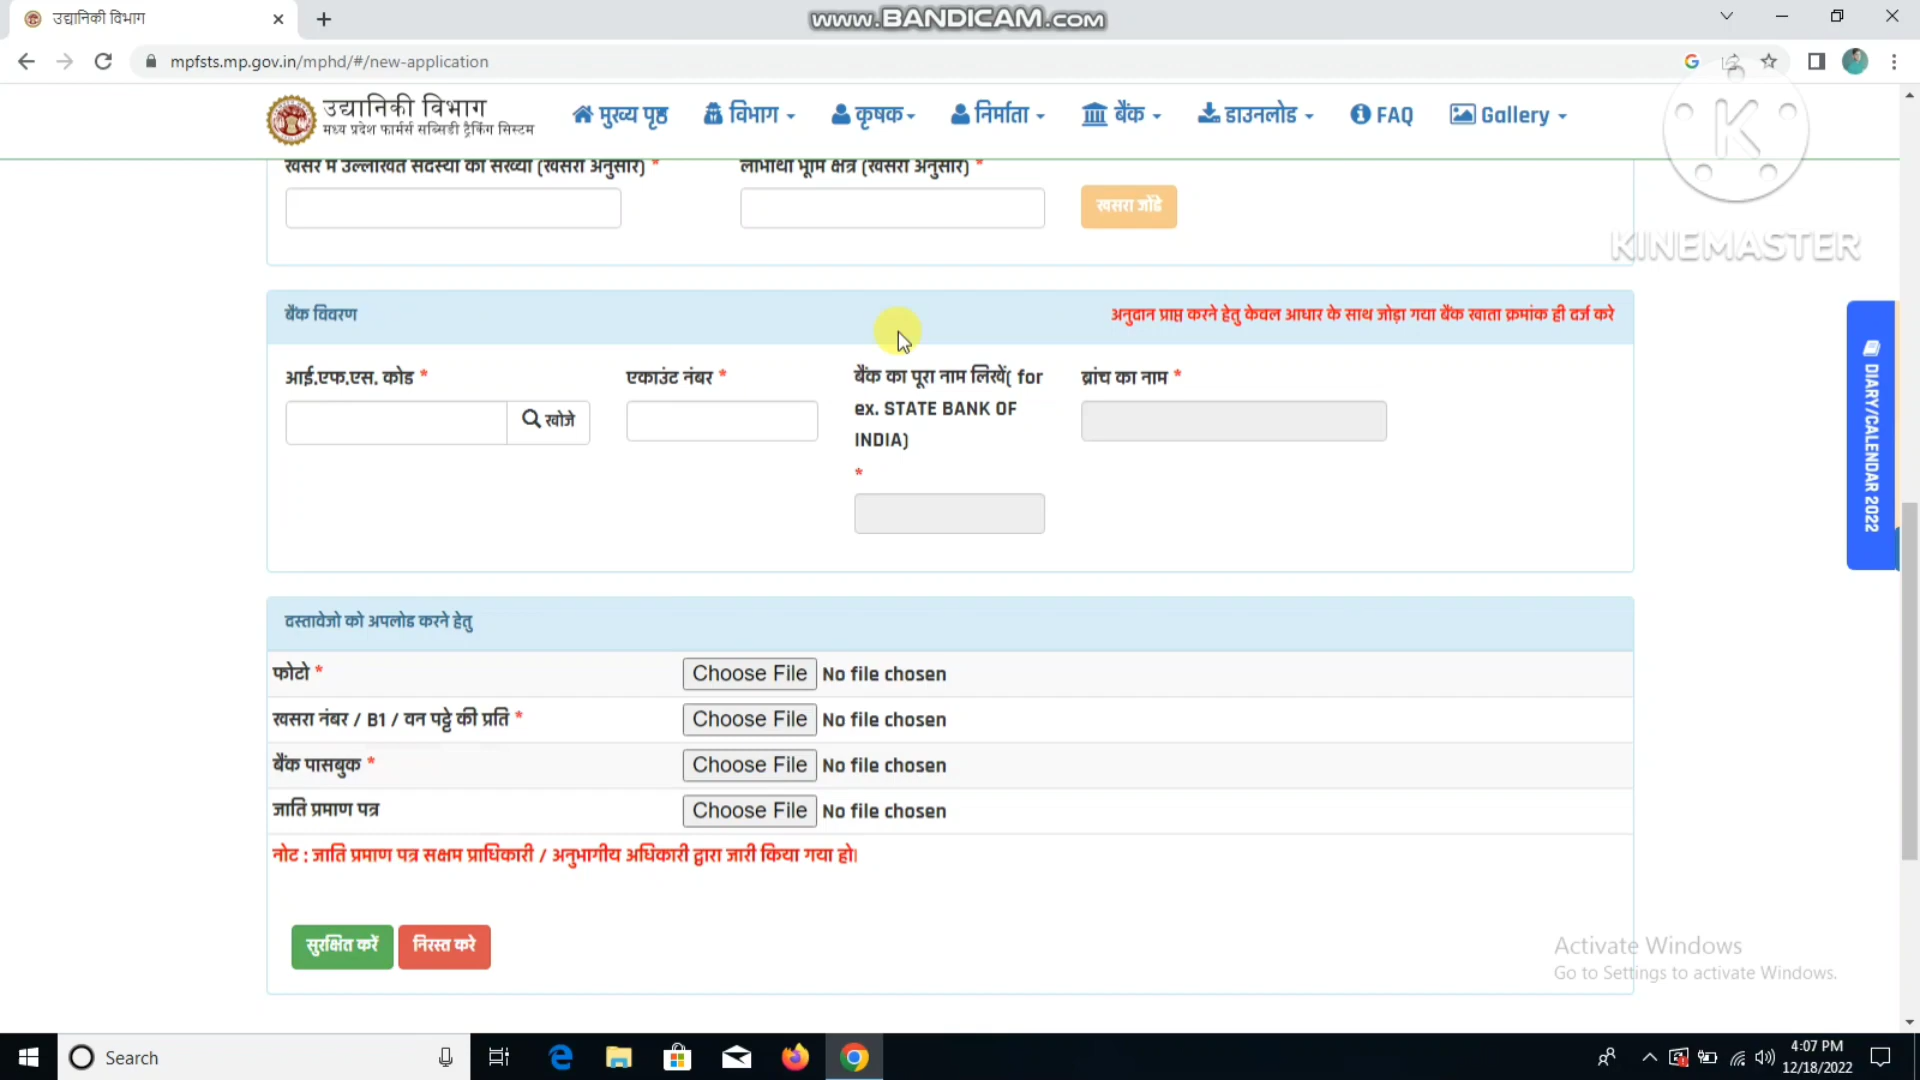 उद्यानिकी विभाग
www.BANDICAM.com
mpfsts.mp.gov.in/mphd/#/new-application
उद्यानिकी विभाग
मध्य प्रदेश फार्मर्स सब्सिडी ट्रैकिंग सिस्टम
मुख्य पृष्ठ विभाग कृषक निर्माता बैंक डाउनलोड FAQ Gallery
खसरे में उल्लेखित सदस्यों की संख्या (खसरा अनुसार) * लाभार्थी भूमि क्षेत्र (खसरा अनुसार) *
खसरा जोडे
KINEMASTER
बैंक विवरण अनुदान प्राप्त करने हेतु केवल आधार के साथ जोड़ा गया बैंक खाता क्रमांक ही दर्ज करे
आई.एफ.एस. कोड * एकाउंट नंबर * बैंक का पूरा नाम लिखें( for ब्रांच का नाम *
ex. STATE BANK OF
INDIA)
*
खोजे
DIARY/CALENDAR 2022
दस्तावेजो को अपलोड करने हेतु
फोटो * Choose File No file chosen
खसरा नंबर / B1 / वन पट्टे की प्रति * Choose File No file chosen
बैंक पासबुक * Choose File No file chosen
जाति प्रमाण पत्र Choose File No file chosen
नोट : जाति प्रमाण पत्र सक्षम प्राधिकारी / अनुभागीय अधिकारी द्वारा जारी किया गया हो।
सुरक्षित करें निरस्त करे
Activate Windows
Go to Settings to activate Windows.
Search
4:07 PM
12/18/2022